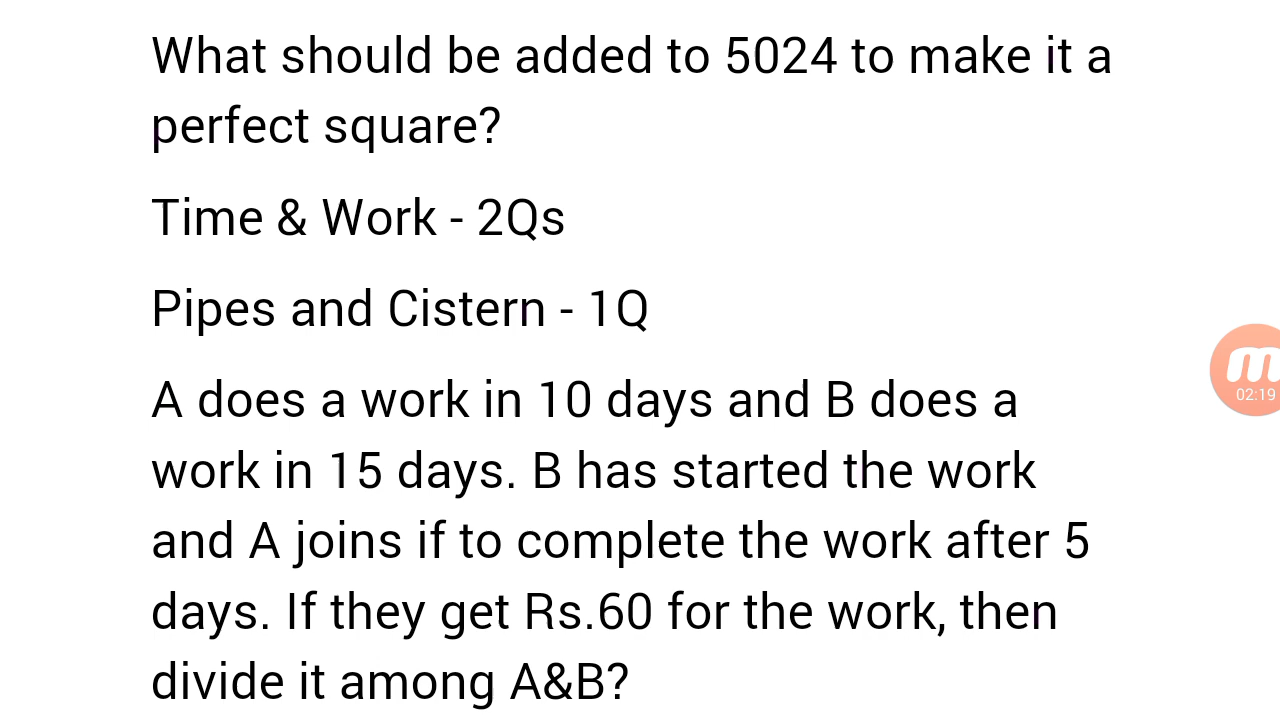 What should be added to 5024 to make it a
perfect square?
Time & Work - 2Qs
Pipes and Cistern - 1Q
A does a work in 10 days and B does a
work in 15 days. B has started the work
and A joins if to complete the work after 5
days. If they get Rs.60 for the work, then
divide it among A&B?
02:19